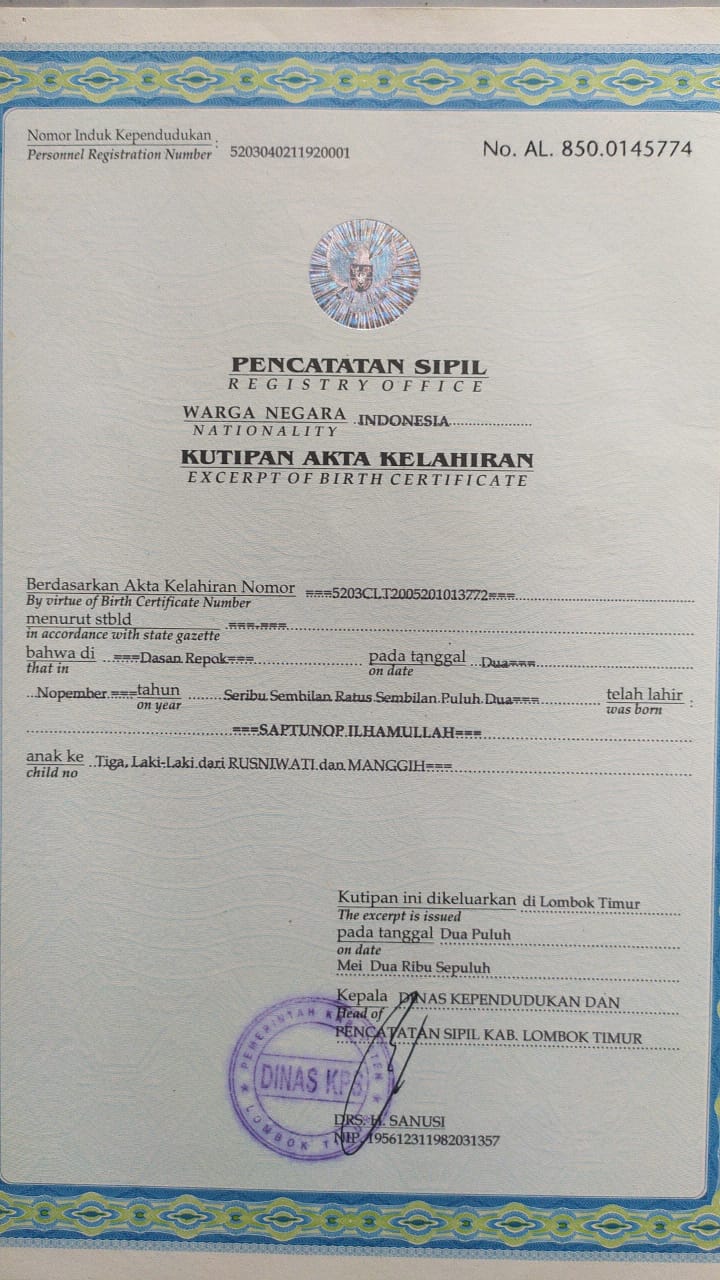 Nomor Induk Kependudukan
Personnel Registration Number : 5203040211920001
No. AL. 850.0145774
PENCATATAN SIPIL
REGISTRY OFFICE
WARGA NEGARA INDONESIA
NATIONALITY
KUTIPAN AKTA KELAHIRAN
EXCERPT OF BIRTH CERTIFICATE
Berdasarkan Akta Kelahiran Nomor ===5203CLT2005201013772===
By virtue of Birth Certificate Number
menurut stbld ===.===
in accordance with state gazette
bahwa di ===Dasan Repok=== pada tanggal Dua===
that in on date
Nopember ===tahun Seribu Sembilan Ratus Sembilan Puluh Dua=== telah lahir :
on year was born
===SAPTUNOP ILHAMULLAH===
anak ke Tiga, Laki-Laki dari RUSNIWATI dan MANGGIH===
child no
Kutipan ini dikeluarkan di Lombok Timur
The excerpt is issued
pada tanggal Dua Puluh
on date
Mei Dua Ribu Sepuluh
Kepala DINAS KEPENDUDUKAN DAN
Head of
PENCATATAN SIPIL KAB. LOMBOK TIMUR
PEMERINTAH KABUPATEN
DINAS KPS
LOMBOK TIMUR
DRS. H. SANUSI
NIP. 195612311982031357